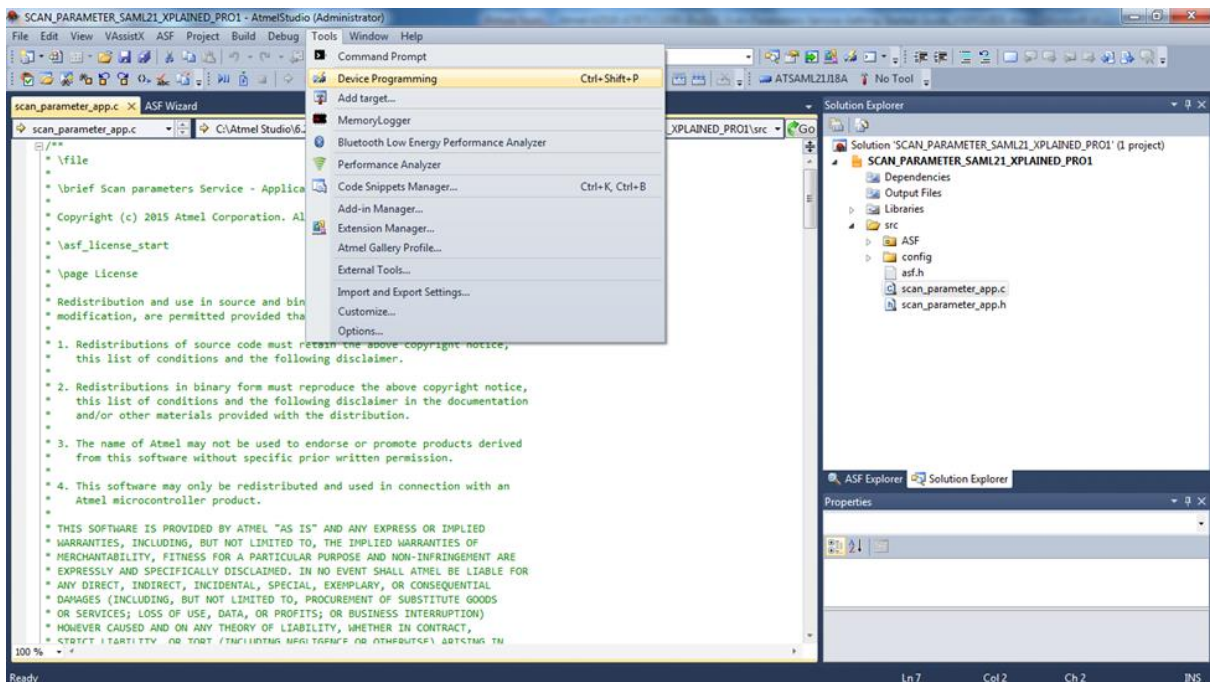 SCAN_PARAMETER_SAML21_XPLAINED_PRO1 - AtmelStudio (Administrator)
File Edit View VAssistX ASF Project Build Debug Tools Window Help
ATSAML21J18A No Tool
scan_parameter_app.c ASF Wizard
scan_parameter_app.c C:\Atmel Studio\6. _XPLAINED_PRO1\src Go
Command Prompt
Device Programming Ctrl+Shift+P
Add target...
MemoryLogger
Bluetooth Low Energy Performance Analyzer
Performance Analyzer
Code Snippets Manager... Ctrl+K, Ctrl+B
Add-in Manager...
Extension Manager...
Atmel Gallery Profile...
External Tools...
Import and Export Settings...
Customize...
Options...
/**
* \file
*
* \brief Scan parameters Service - Applica
*
* Copyright (c) 2015 Atmel Corporation. Al
*
* \asf_license_start
*
* \page License
*
* Redistribution and use in source and bin
* modification, are permitted provided tha
*
* 1. Redistributions of source code must retain the above copyright notice,
* this list of conditions and the following disclaimer.
*
* 2. Redistributions in binary form must reproduce the above copyright notice,
* this list of conditions and the following disclaimer in the documentation
* and/or other materials provided with the distribution.
*
* 3. The name of Atmel may not be used to endorse or promote products derived
* from this software without specific prior written permission.
*
* 4. This software may only be redistributed and used in connection with an
* Atmel microcontroller product.
*
* THIS SOFTWARE IS PROVIDED BY ATMEL "AS IS" AND ANY EXPRESS OR IMPLIED
* WARRANTIES, INCLUDING, BUT NOT LIMITED TO, THE IMPLIED WARRANTIES OF
* MERCHANTABILITY, FITNESS FOR A PARTICULAR PURPOSE AND NON-INFRINGEMENT ARE
* EXPRESSLY AND SPECIFICALLY DISCLAIMED. IN NO EVENT SHALL ATMEL BE LIABLE FOR
* ANY DIRECT, INDIRECT, INCIDENTAL, SPECIAL, EXEMPLARY, OR CONSEQUENTIAL
* DAMAGES (INCLUDING, BUT NOT LIMITED TO, PROCUREMENT OF SUBSTITUTE GOODS
* OR SERVICES; LOSS OF USE, DATA, OR PROFITS; OR BUSINESS INTERRUPTION)
* HOWEVER CAUSED AND ON ANY THEORY OF LIABILITY, WHETHER IN CONTRACT,
* STRICT LIABILITY, OR TORT (INCLUDING NEGLIGENCE OR OTHERWISE) ARISING IN
100 %
Solution Explorer
Solution 'SCAN_PARAMETER_SAML21_XPLAINED_PRO1' (1 project)
SCAN_PARAMETER_SAML21_XPLAINED_PRO1
Dependencies
Output Files
Libraries
src
ASF
config
asf.h
scan_parameter_app.c
scan_parameter_app.h
ASF Explorer Solution Explorer
Properties
Ready Ln 7 Col 2 Ch 2 INS